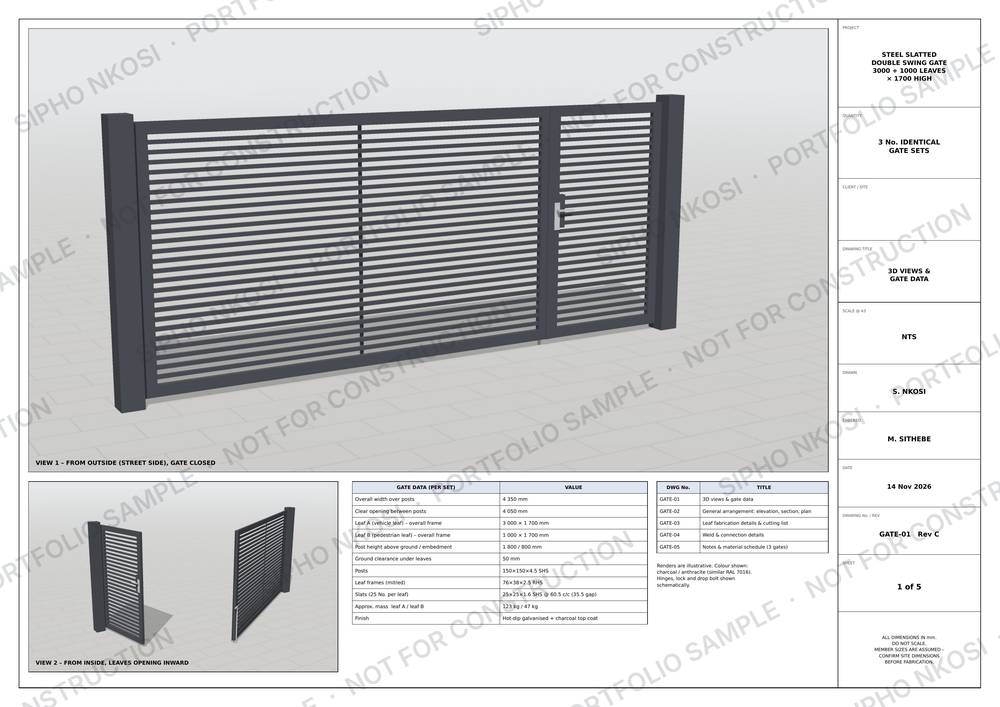 PROJECT
STEEL SLATTED
DOUBLE SWING GATE
3000 + 1000 LEAVES
× 1700 HIGH
QUANTITY
3 No. IDENTICAL
GATE SETS
CLIENT / SITE
DRAWING TITLE
3D VIEWS &
GATE DATA
SCALE @ A3
NTS
DRAWN
S. NKOSI
CHECKED
M. SITHEBE
DATE
14 Nov 2026
DRAWING No. / REV
GATE-01 Rev C
SHEET
1 of 5
ALL DIMENSIONS IN mm.
DO NOT SCALE.
MEMBER SIZES ARE ASSUMED -
CONFIRM SITE DIMENSIONS
BEFORE FABRICATION.
VIEW 1 – FROM OUTSIDE (STREET SIDE), GATE CLOSED
VIEW 2 – FROM INSIDE, LEAVES OPENING INWARD
GATE DATA (PER SET) VALUE
Overall width over posts 4 350 mm
Clear opening between posts 4 050 mm
Leaf A (vehicle leaf) – overall frame 3 000 × 1 700 mm
Leaf B (pedestrian leaf) – overall frame 1 000 × 1 700 mm
Post height above ground / embedment 1 800 / 800 mm
Ground clearance under leaves 50 mm
Posts 150×150×4.5 SHS
Leaf frames (mitred) 76×38×2.5 RHS
Slats (25 No. per leaf) 25×25×1.6 SHS @ 60.5 c/c (35.5 gap)
Approx. mass leaf A / leaf B 123 kg / 47 kg
Finish Hot-dip galvanised + charcoal top coat
DWG No. TITLE
GATE-01 3D views & gate data
GATE-02 General arrangement: elevation, section, plan
GATE-03 Leaf fabrication details & cutting list
GATE-04 Weld & connection details
GATE-05 Notes & material schedule (3 gates)
Renders are illustrative. Colour shown:
charcoal / anthracite (similar RAL 7016).
Hinges, lock and drop bolt shown
schematically.
SIPHO NKOSI · PORTFOLIO SAMPLE · NOT FOR CONSTRUCTION